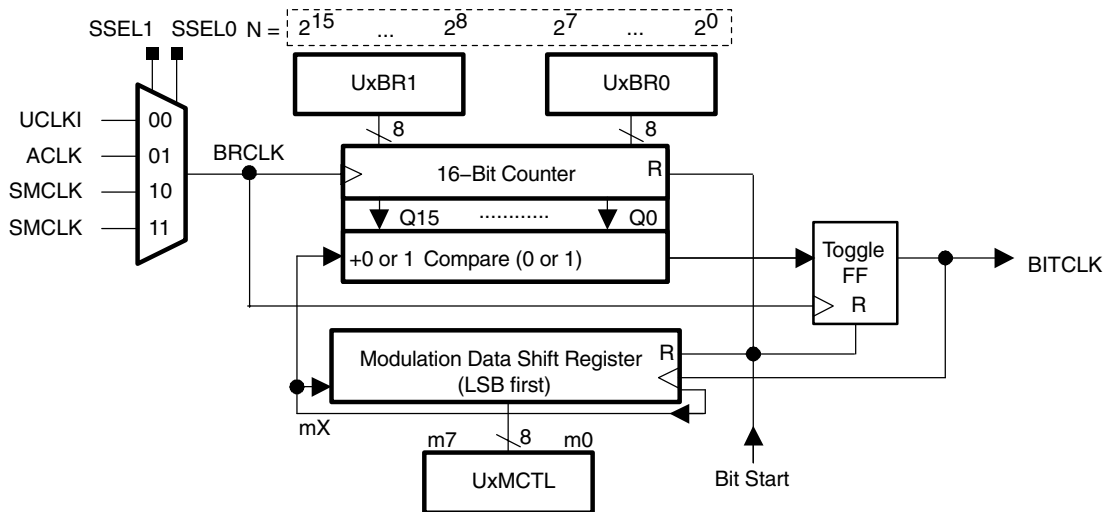 SSEL1 SSEL0 N = 2^15 ... 2^8 2^7 ... 2^0
UxBR1 UxBR0
8 8
UCLKI 00
ACLK 01
SMCLK 10
SMCLK 11
BRCLK
16−Bit Counter R
Q15 ............ Q0
+0 or 1 Compare (0 or 1)
Toggle
FF
R
BITCLK
Modulation Data Shift Register R
(LSB first)
mX
m7 8 m0
UxMCTL
Bit Start